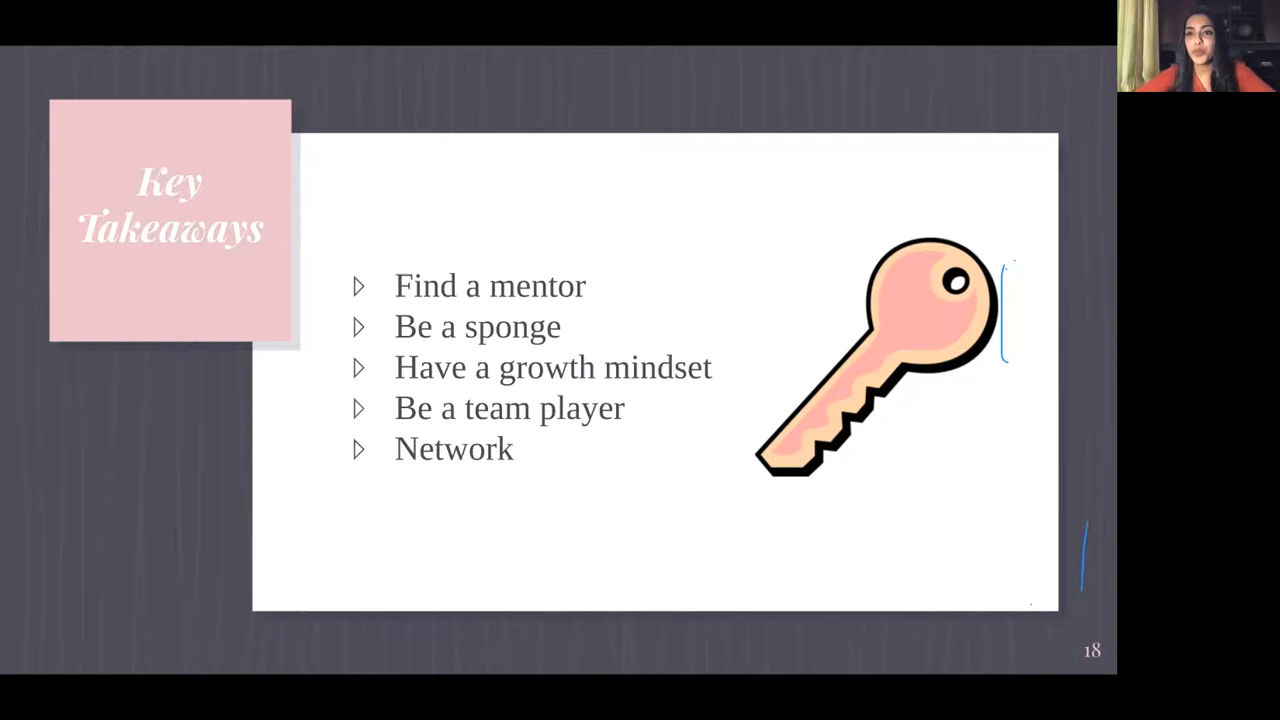 Key
Takeaways
Find a mentor
Be a sponge
Have a growth mindset
Be a team player
Network
18